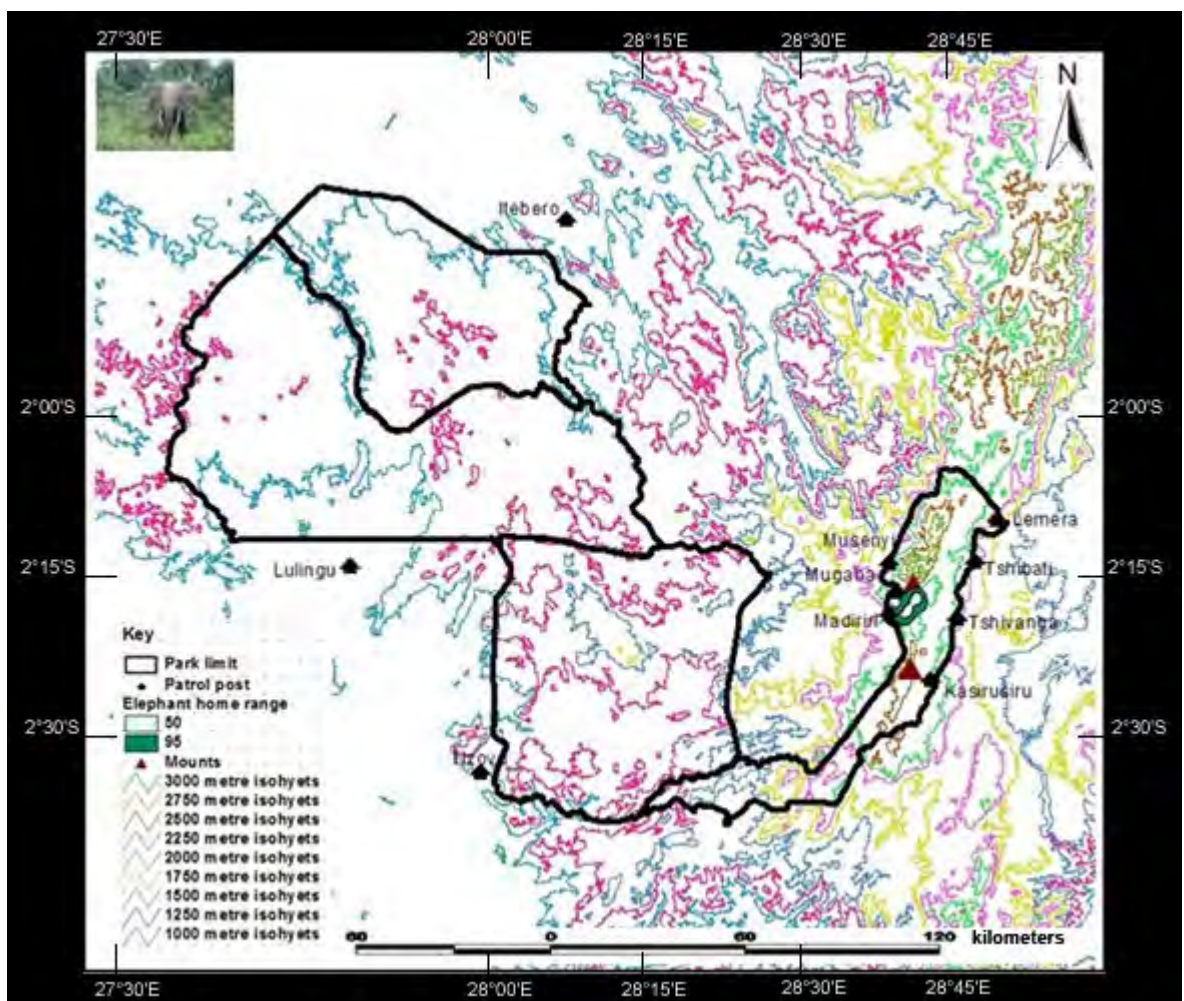 27°30'E 28°00'E 28°15'E 28°30'E 28°45'E
N
Itebero
2°00'S 2°00'S
Lemera
Musenyi
2°15'S Lulingu Mugaba Tshibati 2°15'S
Madirini Tshivanga
Kasirusiru
2°30'S 2°30'S
Key
Park limit
Patrol post
Elephant home range
50
95
Mounts
3000 metre isohyets
2750 metre isohyets
2500 metre isohyets
2250 metre isohyets
2000 metre isohyets
1750 metre isohyets
1500 metre isohyets
1250 metre isohyets
1000 metre isohyets
60 0 60 120 kilometers
27°30'E 28°00'E 28°15'E 28°30'E 28°45'E